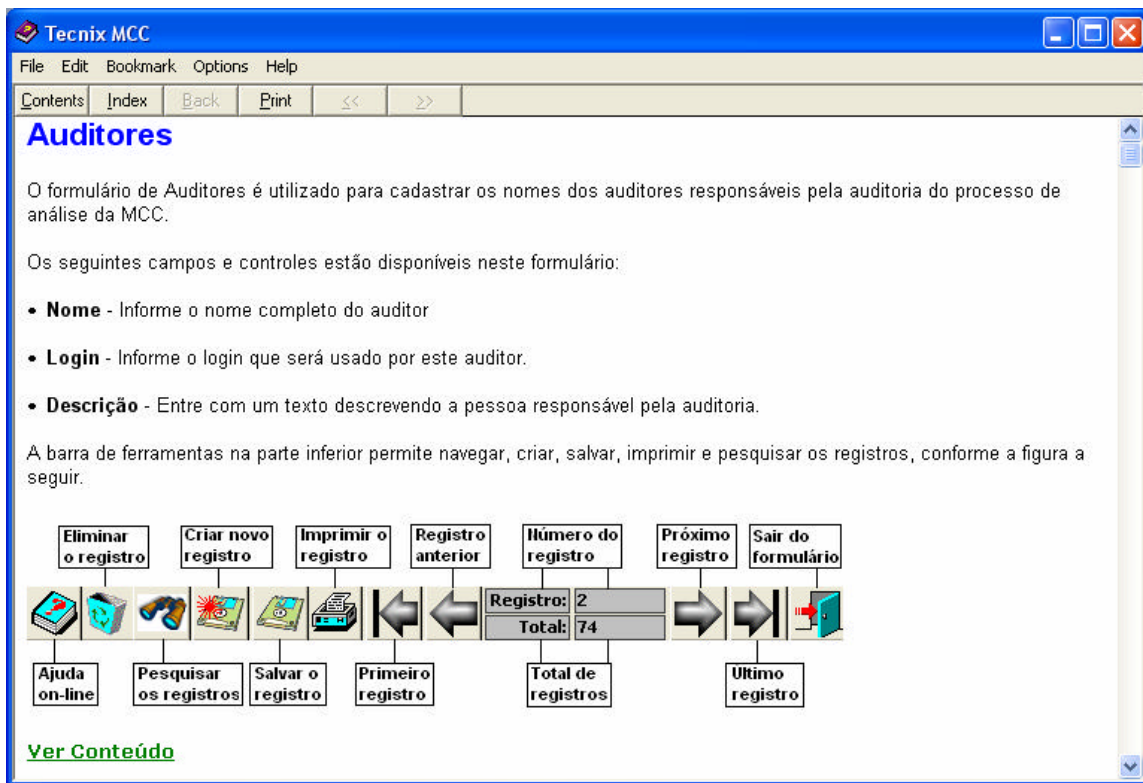 Tecnix MCC
File Edit Bookmark Options Help
Contents Index Back Print << >>
Auditores
O formulário de Auditores é utilizado para cadastrar os nomes dos auditores responsáveis pela auditoria do processo de
análise da MCC.
Os seguintes campos e controles estão disponíveis neste formulário:
• Nome - Informe o nome completo do auditor
• Login - Informe o login que será usado por este auditor.
• Descrição - Entre com um texto descrevendo a pessoa responsável pela auditoria.
A barra de ferramentas na parte inferior permite navegar, criar, salvar, imprimir e pesquisar os registros, conforme a figura a
seguir.
Eliminar
o registro
Criar novo
registro
Imprimir o
registro
Registro
anterior
Número do
registro
Próximo
registro
Sair do
formulário
Registro: 2
Total: 74
Ajuda
on-line
Pesquisar
os registros
Salvar o
registro
Primeiro
registro
Total de
registros
Ultimo
registro
Ver Conteúdo